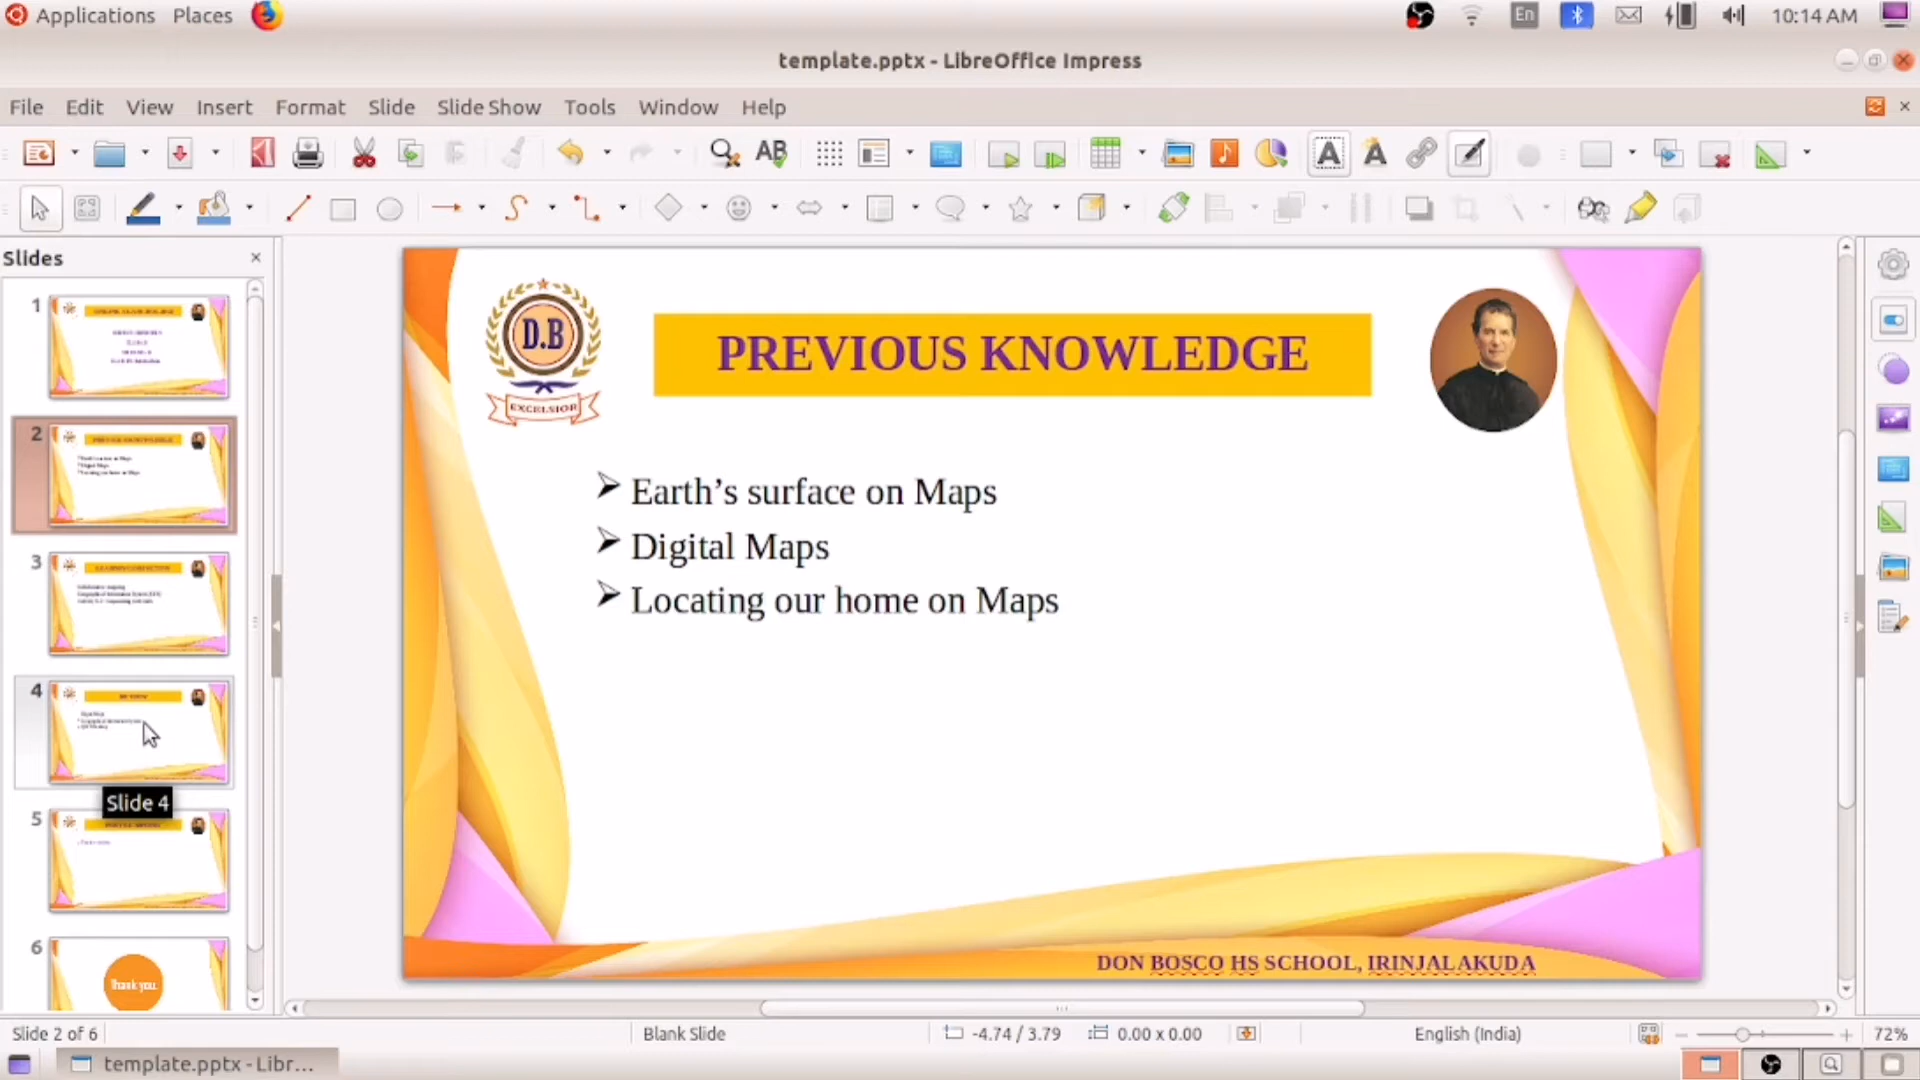 Applications Places En 10:14 AM
template.pptx - LibreOffice Impress
File Edit View Insert Format Slide Slide Show Tools Window Help
Slides
1
2
3
4
Slide 4
5
6
Thank you.
D.B
EXCELSIOR
PREVIOUS KNOWLEDGE
Earth’s surface on Maps
Digital Maps
Locating our home on Maps
DON BOSCO HS SCHOOL, IRINJALAKUDA
Slide 2 of 6 Blank Slide -4.74 / 3.79 0.00 x 0.00 English (India) 72%
template.pptx - Libr...